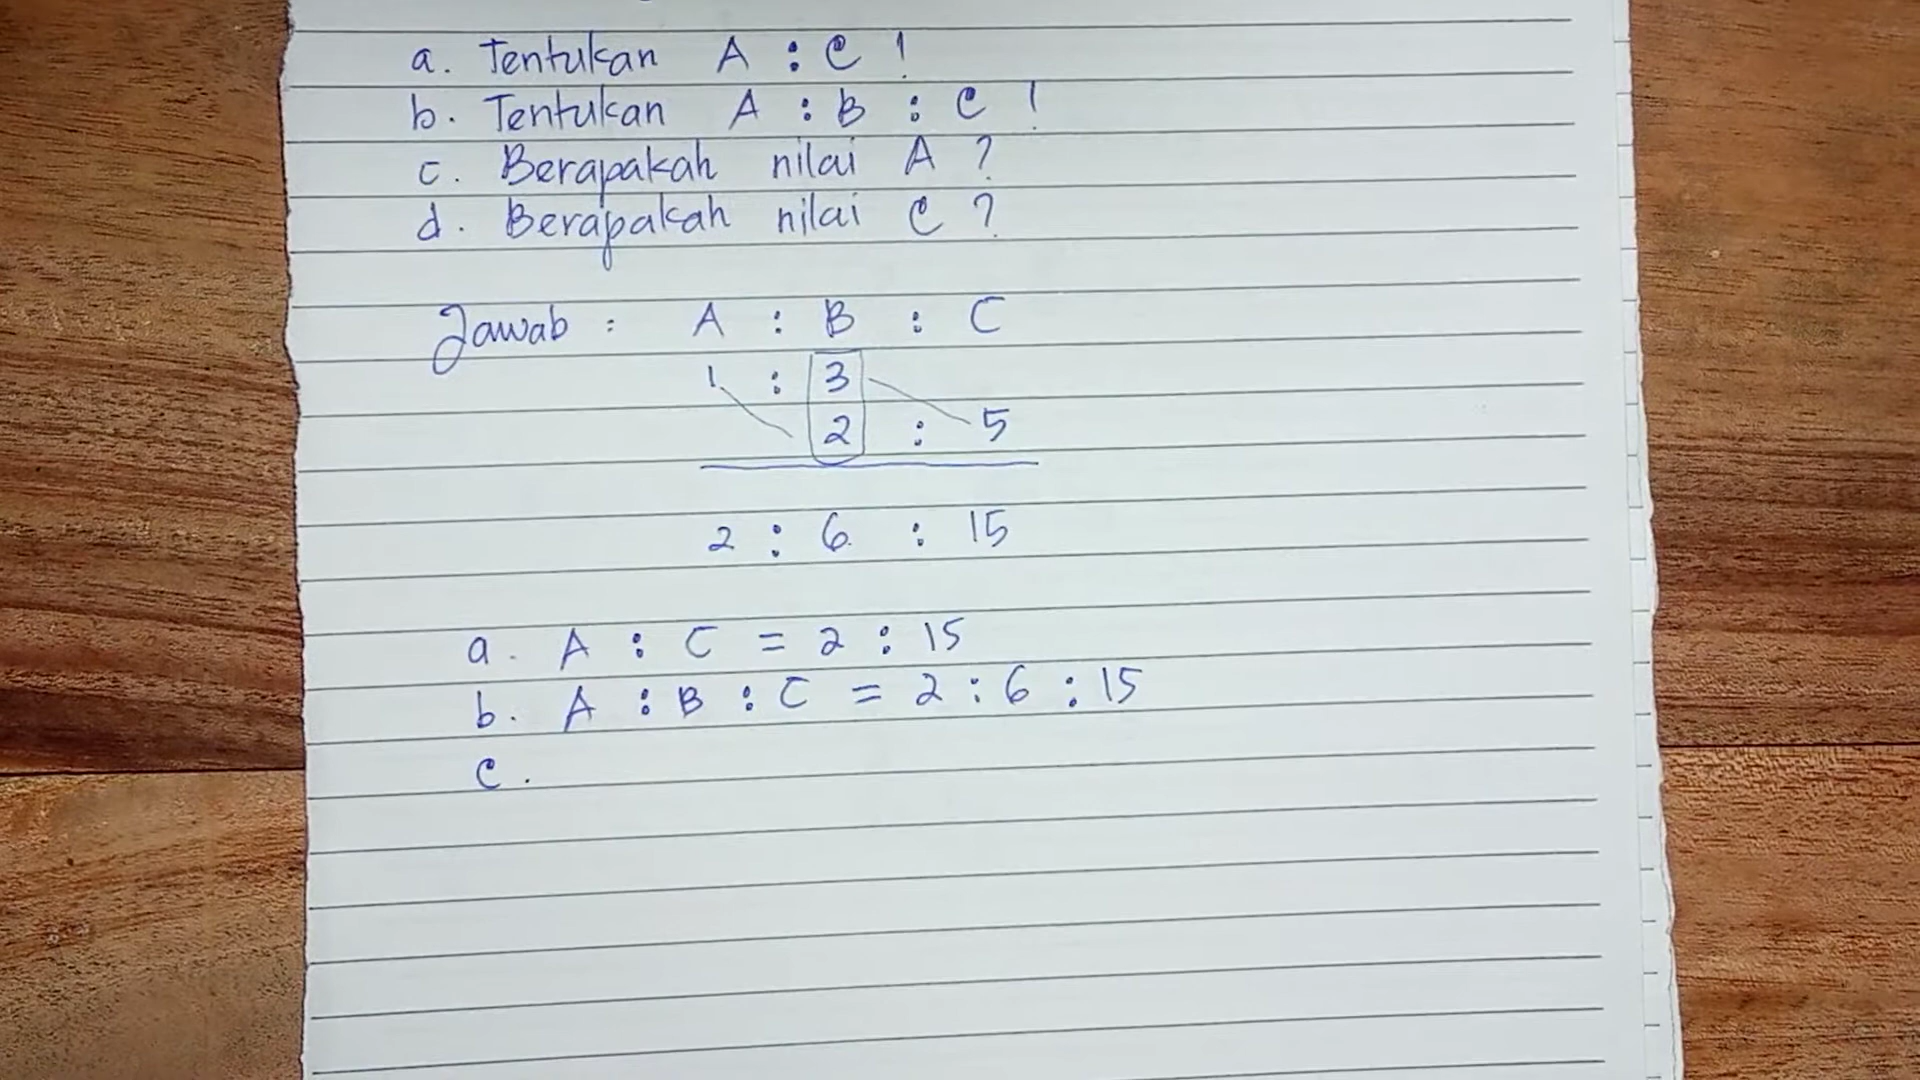 a. Tentukan A : C !
b. Tentukan A : B : C !
c. Berapakah nilai A ?
d. Berapakah nilai C ?
Jawab : A : B : C
1 : 3
2 : 5
2 : 6 : 15
a. A : C = 2 : 15
b. A : B : C = 2 : 6 : 15
c.